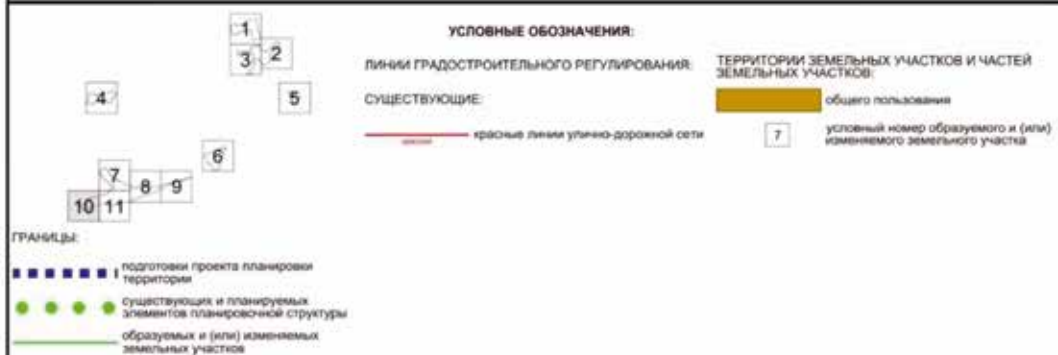 1
2
3
4
5
6
7
8
9
10
11
УСЛОВНЫЕ ОБОЗНАЧЕНИЯ:
ЛИНИИ ГРАДОСТРОИТЕЛЬНОГО РЕГУЛИРОВАНИЯ:
СУЩЕСТВУЮЩИЕ:
красные линии улично-дорожной сети
ТЕРРИТОРИИ ЗЕМЕЛЬНЫХ УЧАСТКОВ И ЧАСТЕЙ
ЗЕМЕЛЬНЫХ УЧАСТКОВ:
общего пользования
7
условный номер образуемого и (или)
изменяемого земельного участка
ГРАНИЦЫ:
подготовки проекта планировки
территории
существующих и планируемых
элементов планировочной структуры
образуемых и (или) изменяемых
земельных участков